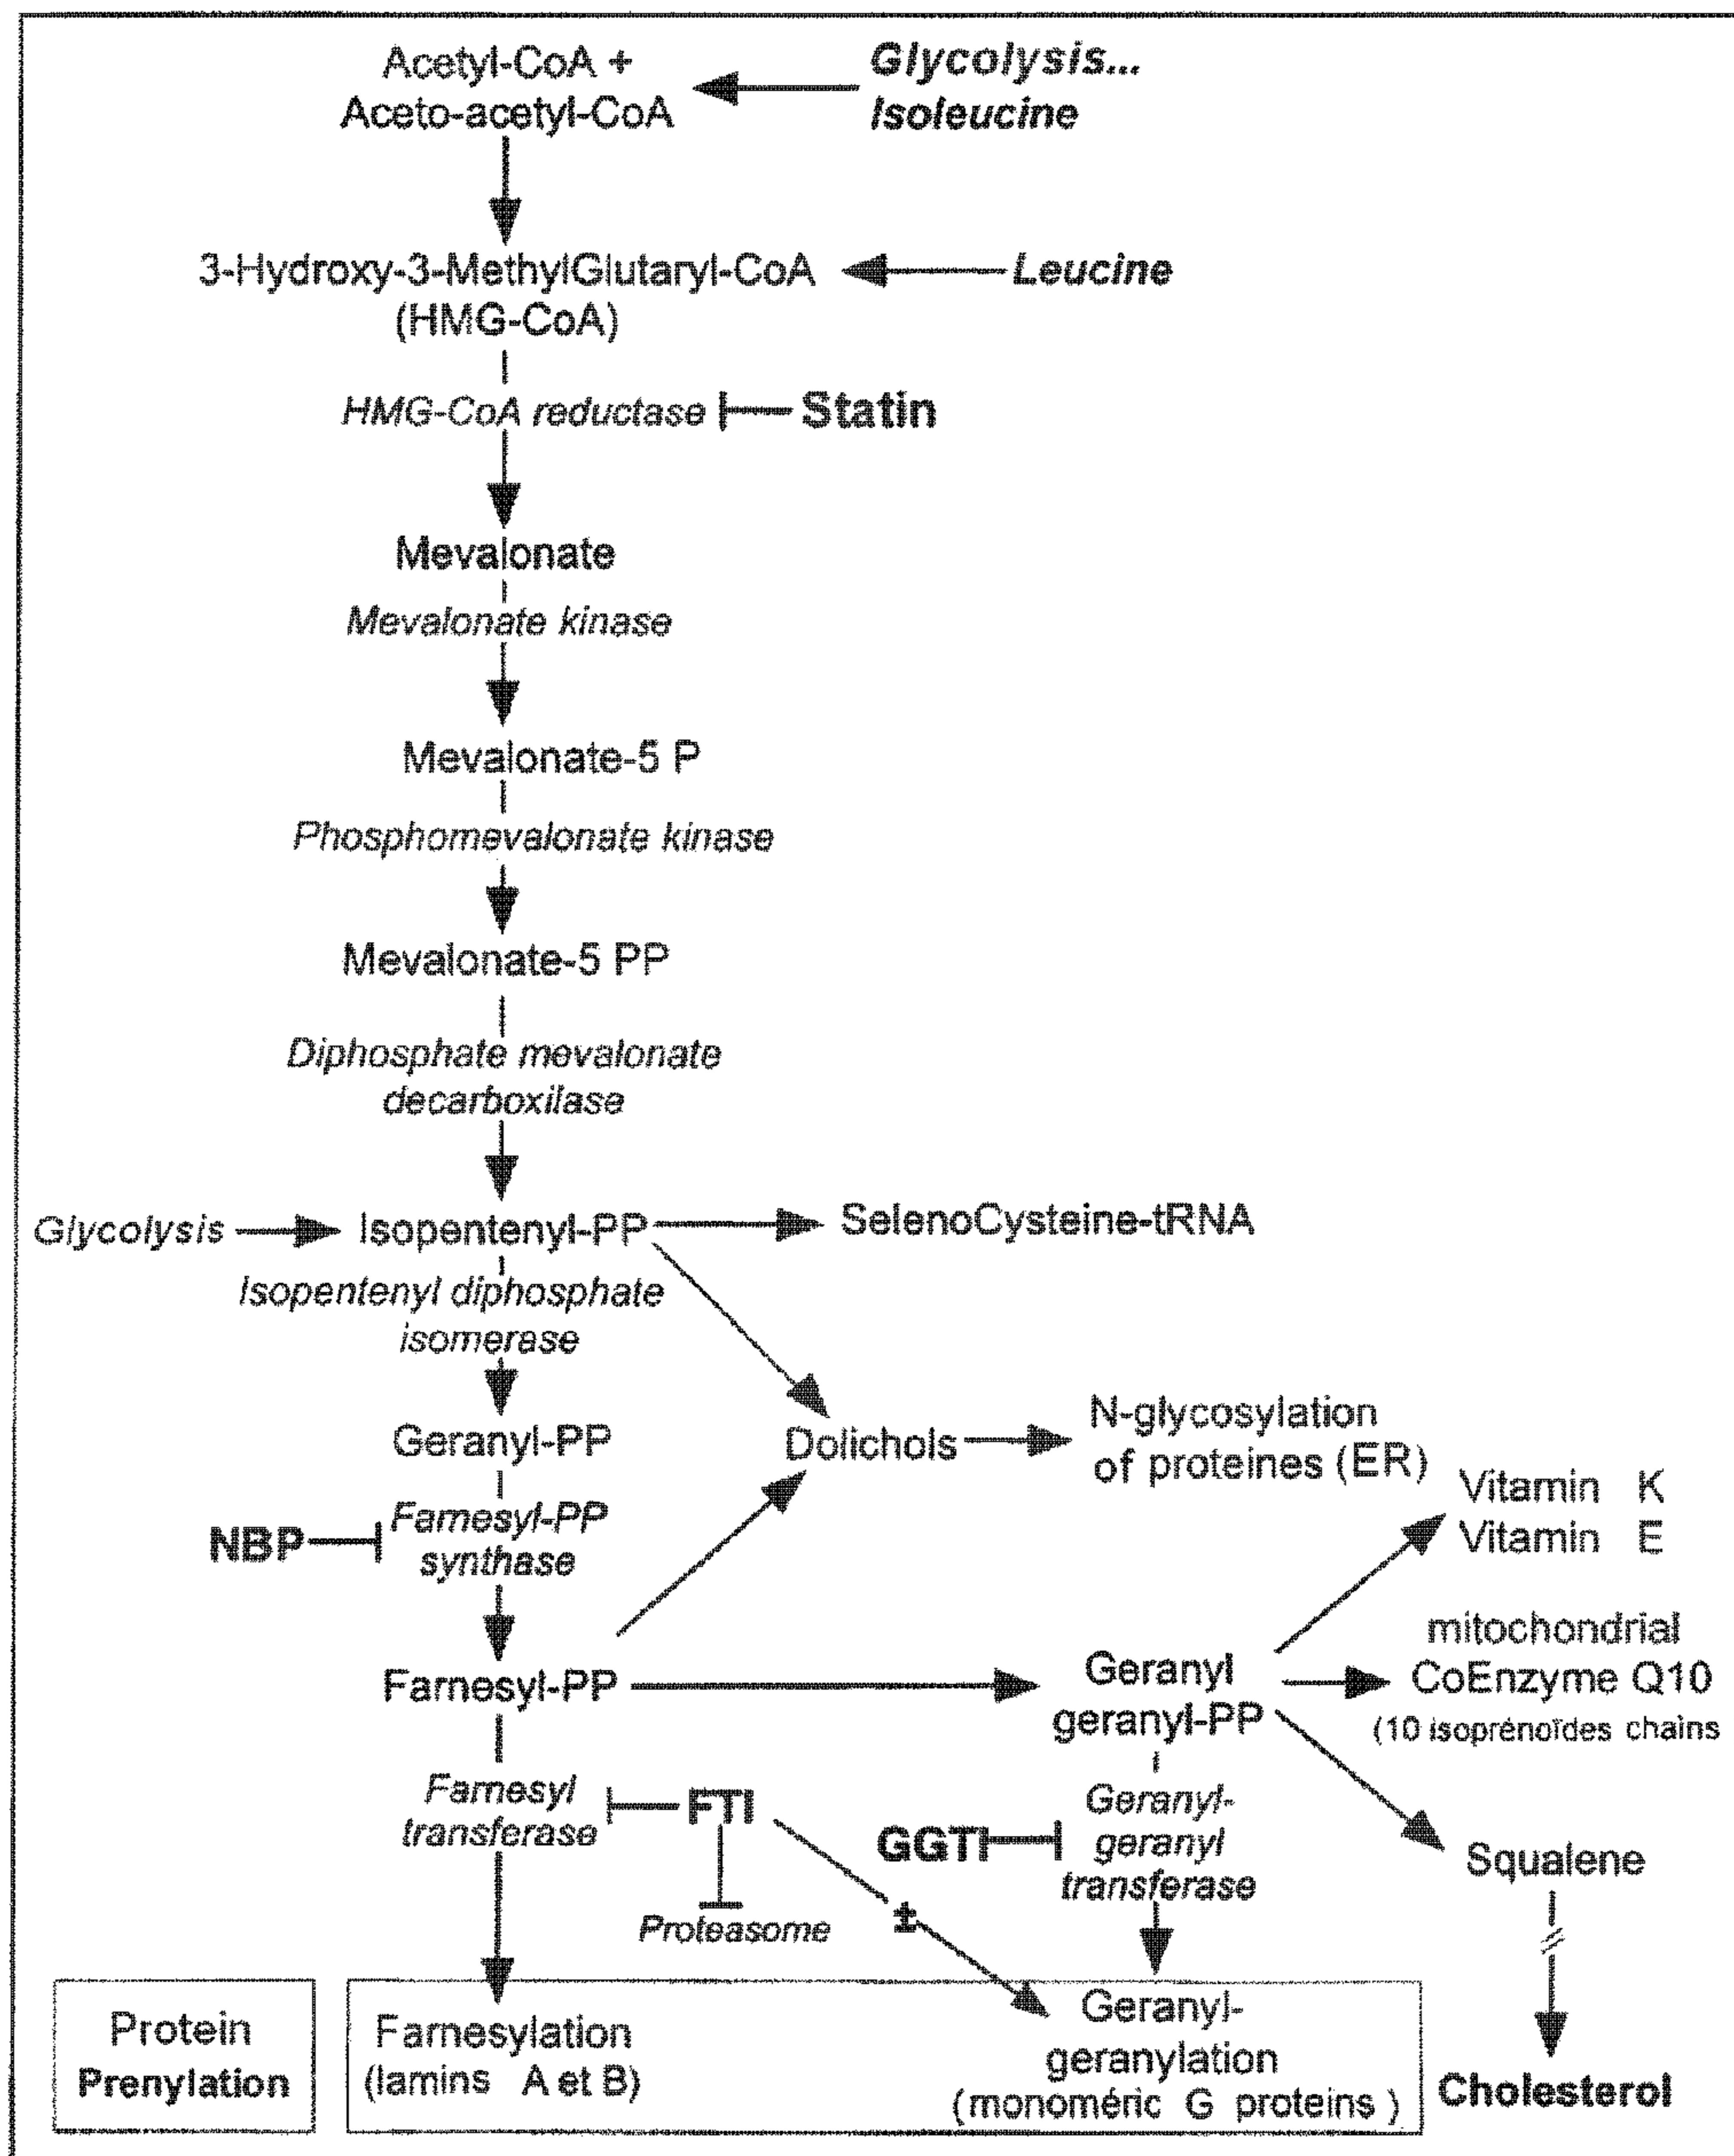 Acetyl-CoA +
Aceto-acetyl-CoA
Glycolysis...
Isoleucine
3-Hydroxy-3-MethylGlutaryl-CoA
(HMG-CoA)
Leucine
HMG-CoA reductase
Statin
Mevalonate
Mevalonate kinase
Mevalonate-5 P
Phosphomevalonate kinase
Mevalonate-5 PP
Diphosphate mevalonate
decarboxilase
Glycolysis
Isopentenyl-PP
SelenoCysteine-tRNA
Isopentenyl diphosphate
isomerase
Geranyl-PP
Dolichols
N-glycosylation
of proteines (ER)
Vitamin K
Vitamin E
NBP
Farnesyl-PP
synthase
Farnesyl-PP
Geranyl
geranyl-PP
mitochondrial
CoEnzyme Q10
(10 isoprénoïdes chains
Farnesyl
transferase
FTI
GGTI
Geranyl-
geranyl
transferase
Squalene
Proteasome
±
Protein
Prenylation
Farnesylation
(lamins A et B)
Geranyl-
geranylation
(monoméric G proteins )
Cholesterol